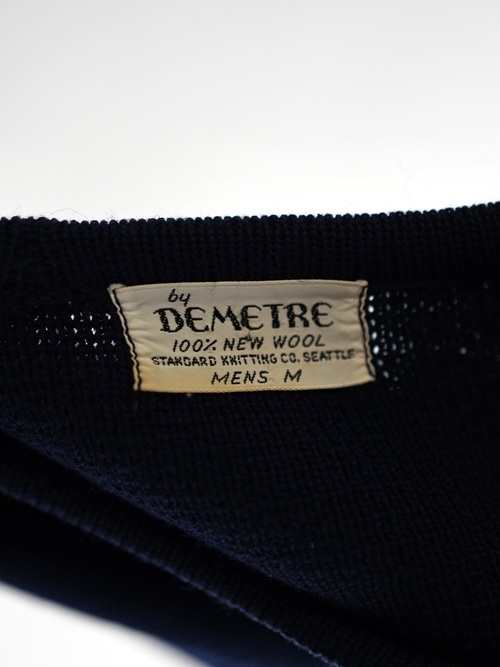 by
DEMETRE
100% NEW WOOL
STANDARD KNITTING CO. SEATTLE
MENS M